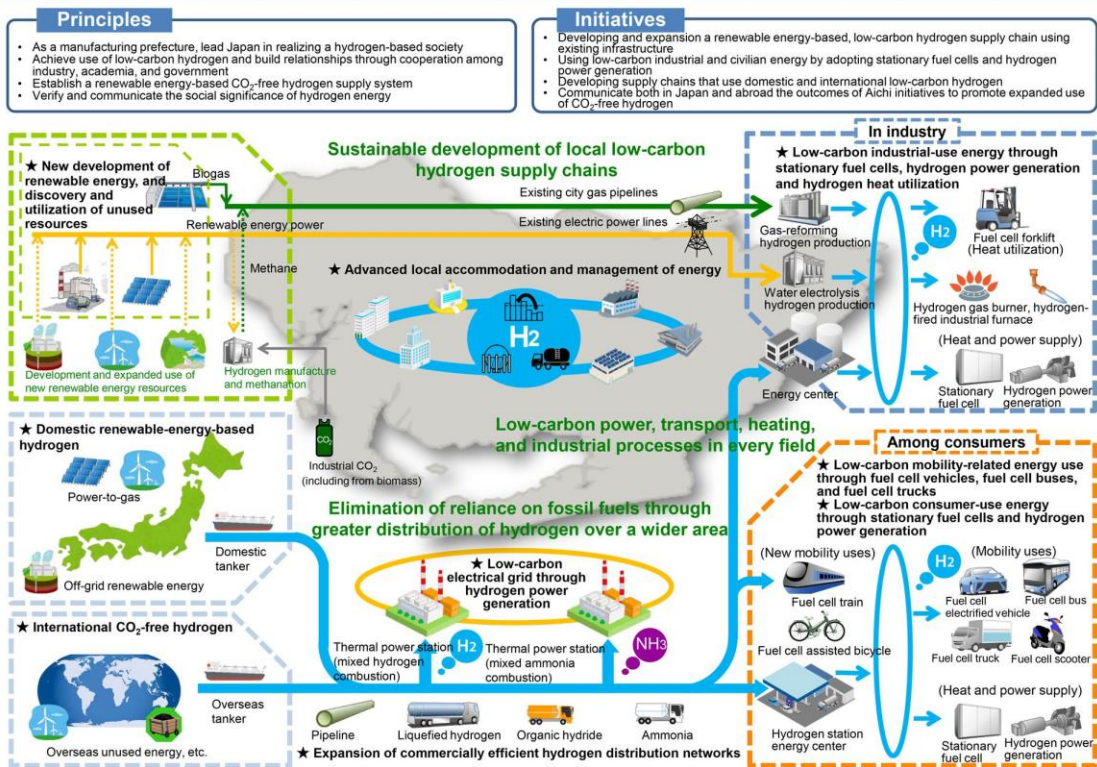 Principles
• As a manufacturing prefecture, lead Japan in realizing a hydrogen-based society
• Achieve use of low-carbon hydrogen and build relationships through cooperation among
industry, academia, and government
• Establish a renewable energy-based CO₂-free hydrogen supply system
• Verify and communicate the social significance of hydrogen energy
Initiatives
• Developing and expansion a renewable energy-based, low-carbon hydrogen supply chain using
existing infrastructure
• Using low-carbon industrial and civilian energy by adopting stationary fuel cells and hydrogen
power generation
• Developing supply chains that use domestic and international low-carbon hydrogen
• Communicate both in Japan and abroad the outcomes of Aichi initiatives to promote expanded use
of CO₂-free hydrogen
★ New development of
renewable energy, and
discovery and
utilization of unused
resources
Biogas
Renewable energy power
Methane
Development and expanded use of
new renewable energy resources
Hydrogen manufacture
and methanation
Sustainable development of local low-carbon
hydrogen supply chains
Existing city gas pipelines
Existing electric power lines
★ Advanced local accommodation and management of energy
H2
CO₂
Industrial CO₂
(including from biomass)
Low-carbon power, transport, heating,
and industrial processes in every field
In industry
★ Low-carbon industrial-use energy through
stationary fuel cells, hydrogen power generation
and hydrogen heat utilization
Gas-reforming
hydrogen production
H2
Fuel cell forklift
(Heat utilization)
Water electrolysis
hydrogen production
Hydrogen gas burner, hydrogen-
fired industrial furnace
Energy center
(Heat and power supply)
Stationary
fuel cell
Hydrogen power
generation
★ Domestic renewable-energy-based
hydrogen
Power-to-gas
Off-grid renewable energy
Domestic
tanker
Elimination of reliance on fossil fuels through
greater distribution of hydrogen over a wider area
★ Low-carbon
electrical grid through
hydrogen power
generation
Thermal power station
(mixed hydrogen
combustion)
H2
Thermal power station
(mixed ammonia
combustion)
NH3
★ International CO₂-free hydrogen
Overseas
tanker
Overseas unused energy, etc.
Pipeline
Liquefied hydrogen
Organic hydride
Ammonia
★ Expansion of commercially efficient hydrogen distribution networks
Among consumers
★ Low-carbon mobility-related energy use
through fuel cell vehicles, fuel cell buses,
and fuel cell trucks
★ Low-carbon consumer-use energy
through stationary fuel cells and hydrogen
power generation
(New mobility uses)
Fuel cell train
Fuel cell assisted bicycle
Hydrogen station
energy center
H2
(Mobility uses)
Fuel cell
electrified vehicle
Fuel cell bus
Fuel cell truck
Fuel cell scooter
(Heat and power supply)
Stationary
fuel cell
Hydrogen power
generation